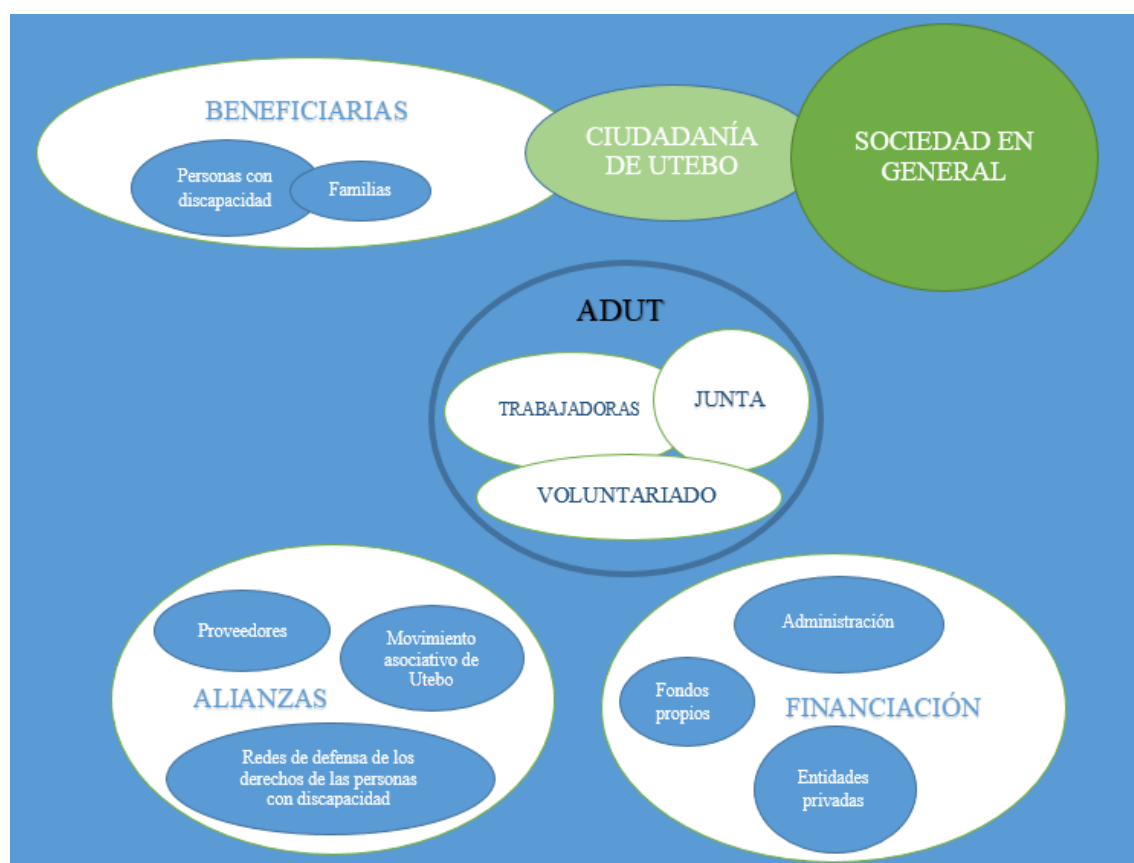 BENEFICIARIAS
Personas con
discapacidad
Familias
CIUDADANÍA
DE UTEBO
SOCIEDAD EN
GENERAL
ADUT
TRABAJADORAS
JUNTA
VOLUNTARIADO
Proveedores
Movimiento
asociativo de
Utebo
ALIANZAS
Redes de defensa de los
derechos de las personas
con discapacidad
Administración
Fondos
propios
FINANCIACIÓN
Entidades
privadas